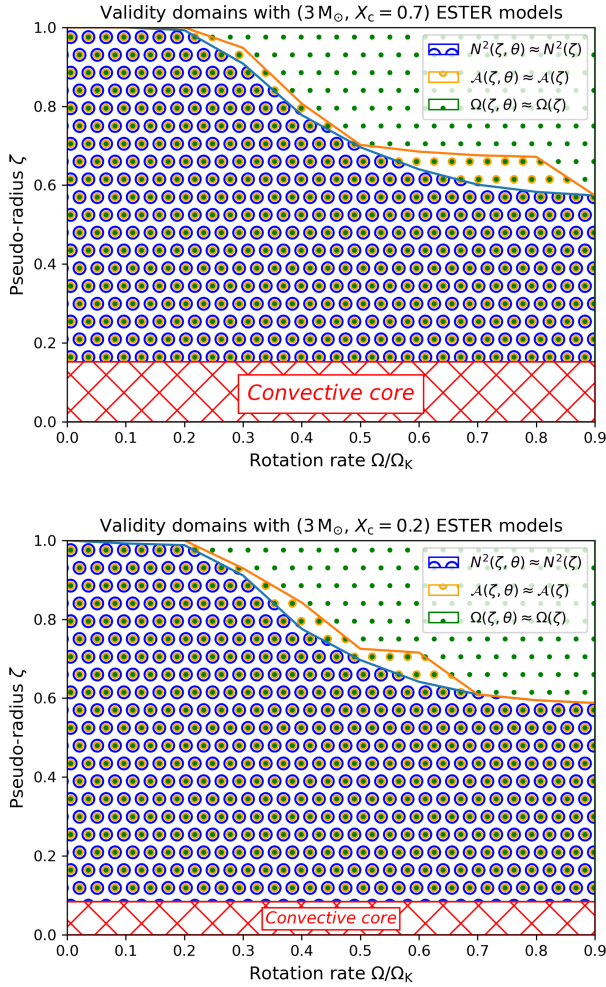 Validity domains with (3 M☉, Xc = 0.7) ESTER models
N²(ζ, θ) ≈ N²(ζ)
𝒜(ζ, θ) ≈ 𝒜(ζ)
Ω(ζ, θ) ≈ Ω(ζ)
Pseudo-radius ζ
1.0
0.8
0.6
0.4
0.2
0.0
Convective core
0.0 0.1 0.2 0.3 0.4 0.5 0.6 0.7 0.8 0.9
Rotation rate Ω/ΩK
Validity domains with (3 M☉, Xc = 0.2) ESTER models
N²(ζ, θ) ≈ N²(ζ)
𝒜(ζ, θ) ≈ 𝒜(ζ)
Ω(ζ, θ) ≈ Ω(ζ)
Pseudo-radius ζ
1.0
0.8
0.6
0.4
0.2
0.0
Convective core
0.0 0.1 0.2 0.3 0.4 0.5 0.6 0.7 0.8 0.9
Rotation rate Ω/ΩK